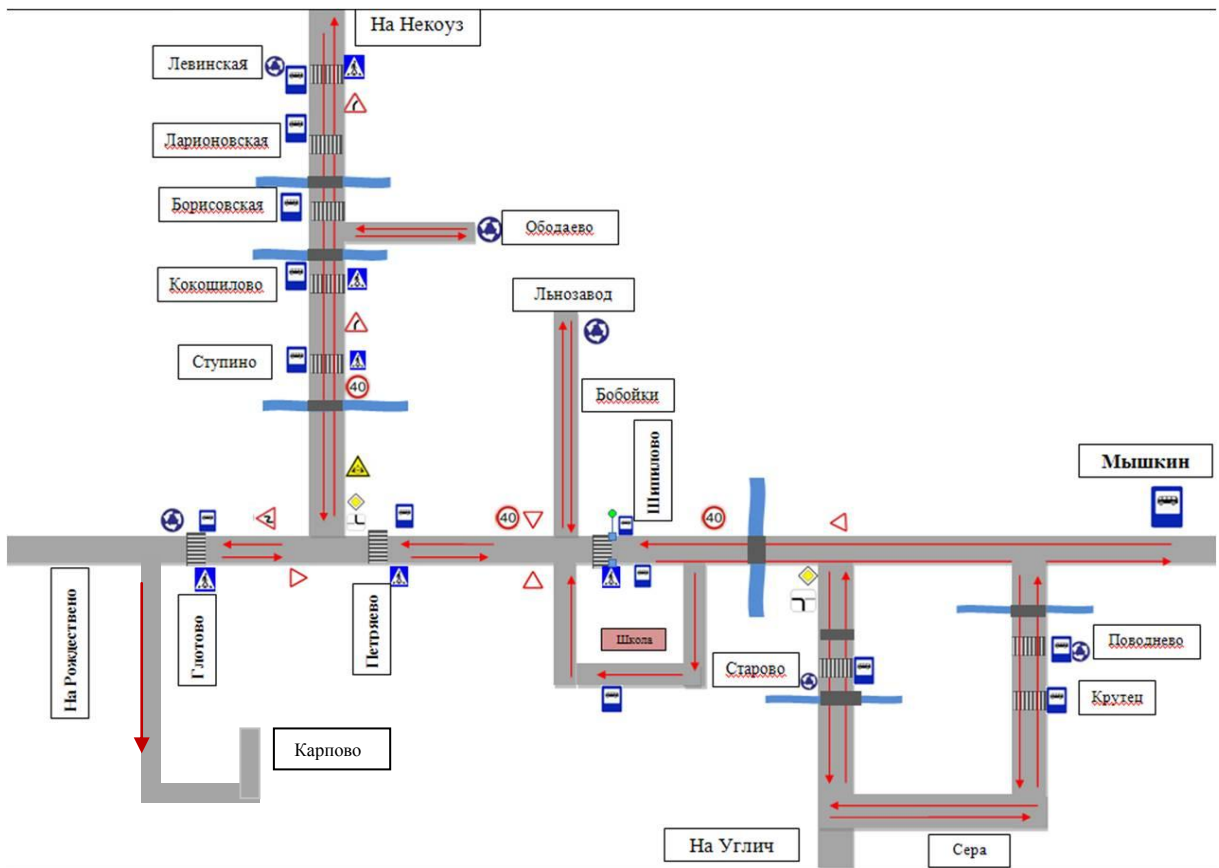 На Некоуз
Левинская
Ларионовская
Борисовская
Ободаево
Кокошилово
Льнозавод
Ступино
40
Бобойки
Шипилово
Мышкин
40
40
На Рождествено
Глотово
Петряево
Школа
Старово
Поводнево
Крутец
Карпово
На Углич
Сера